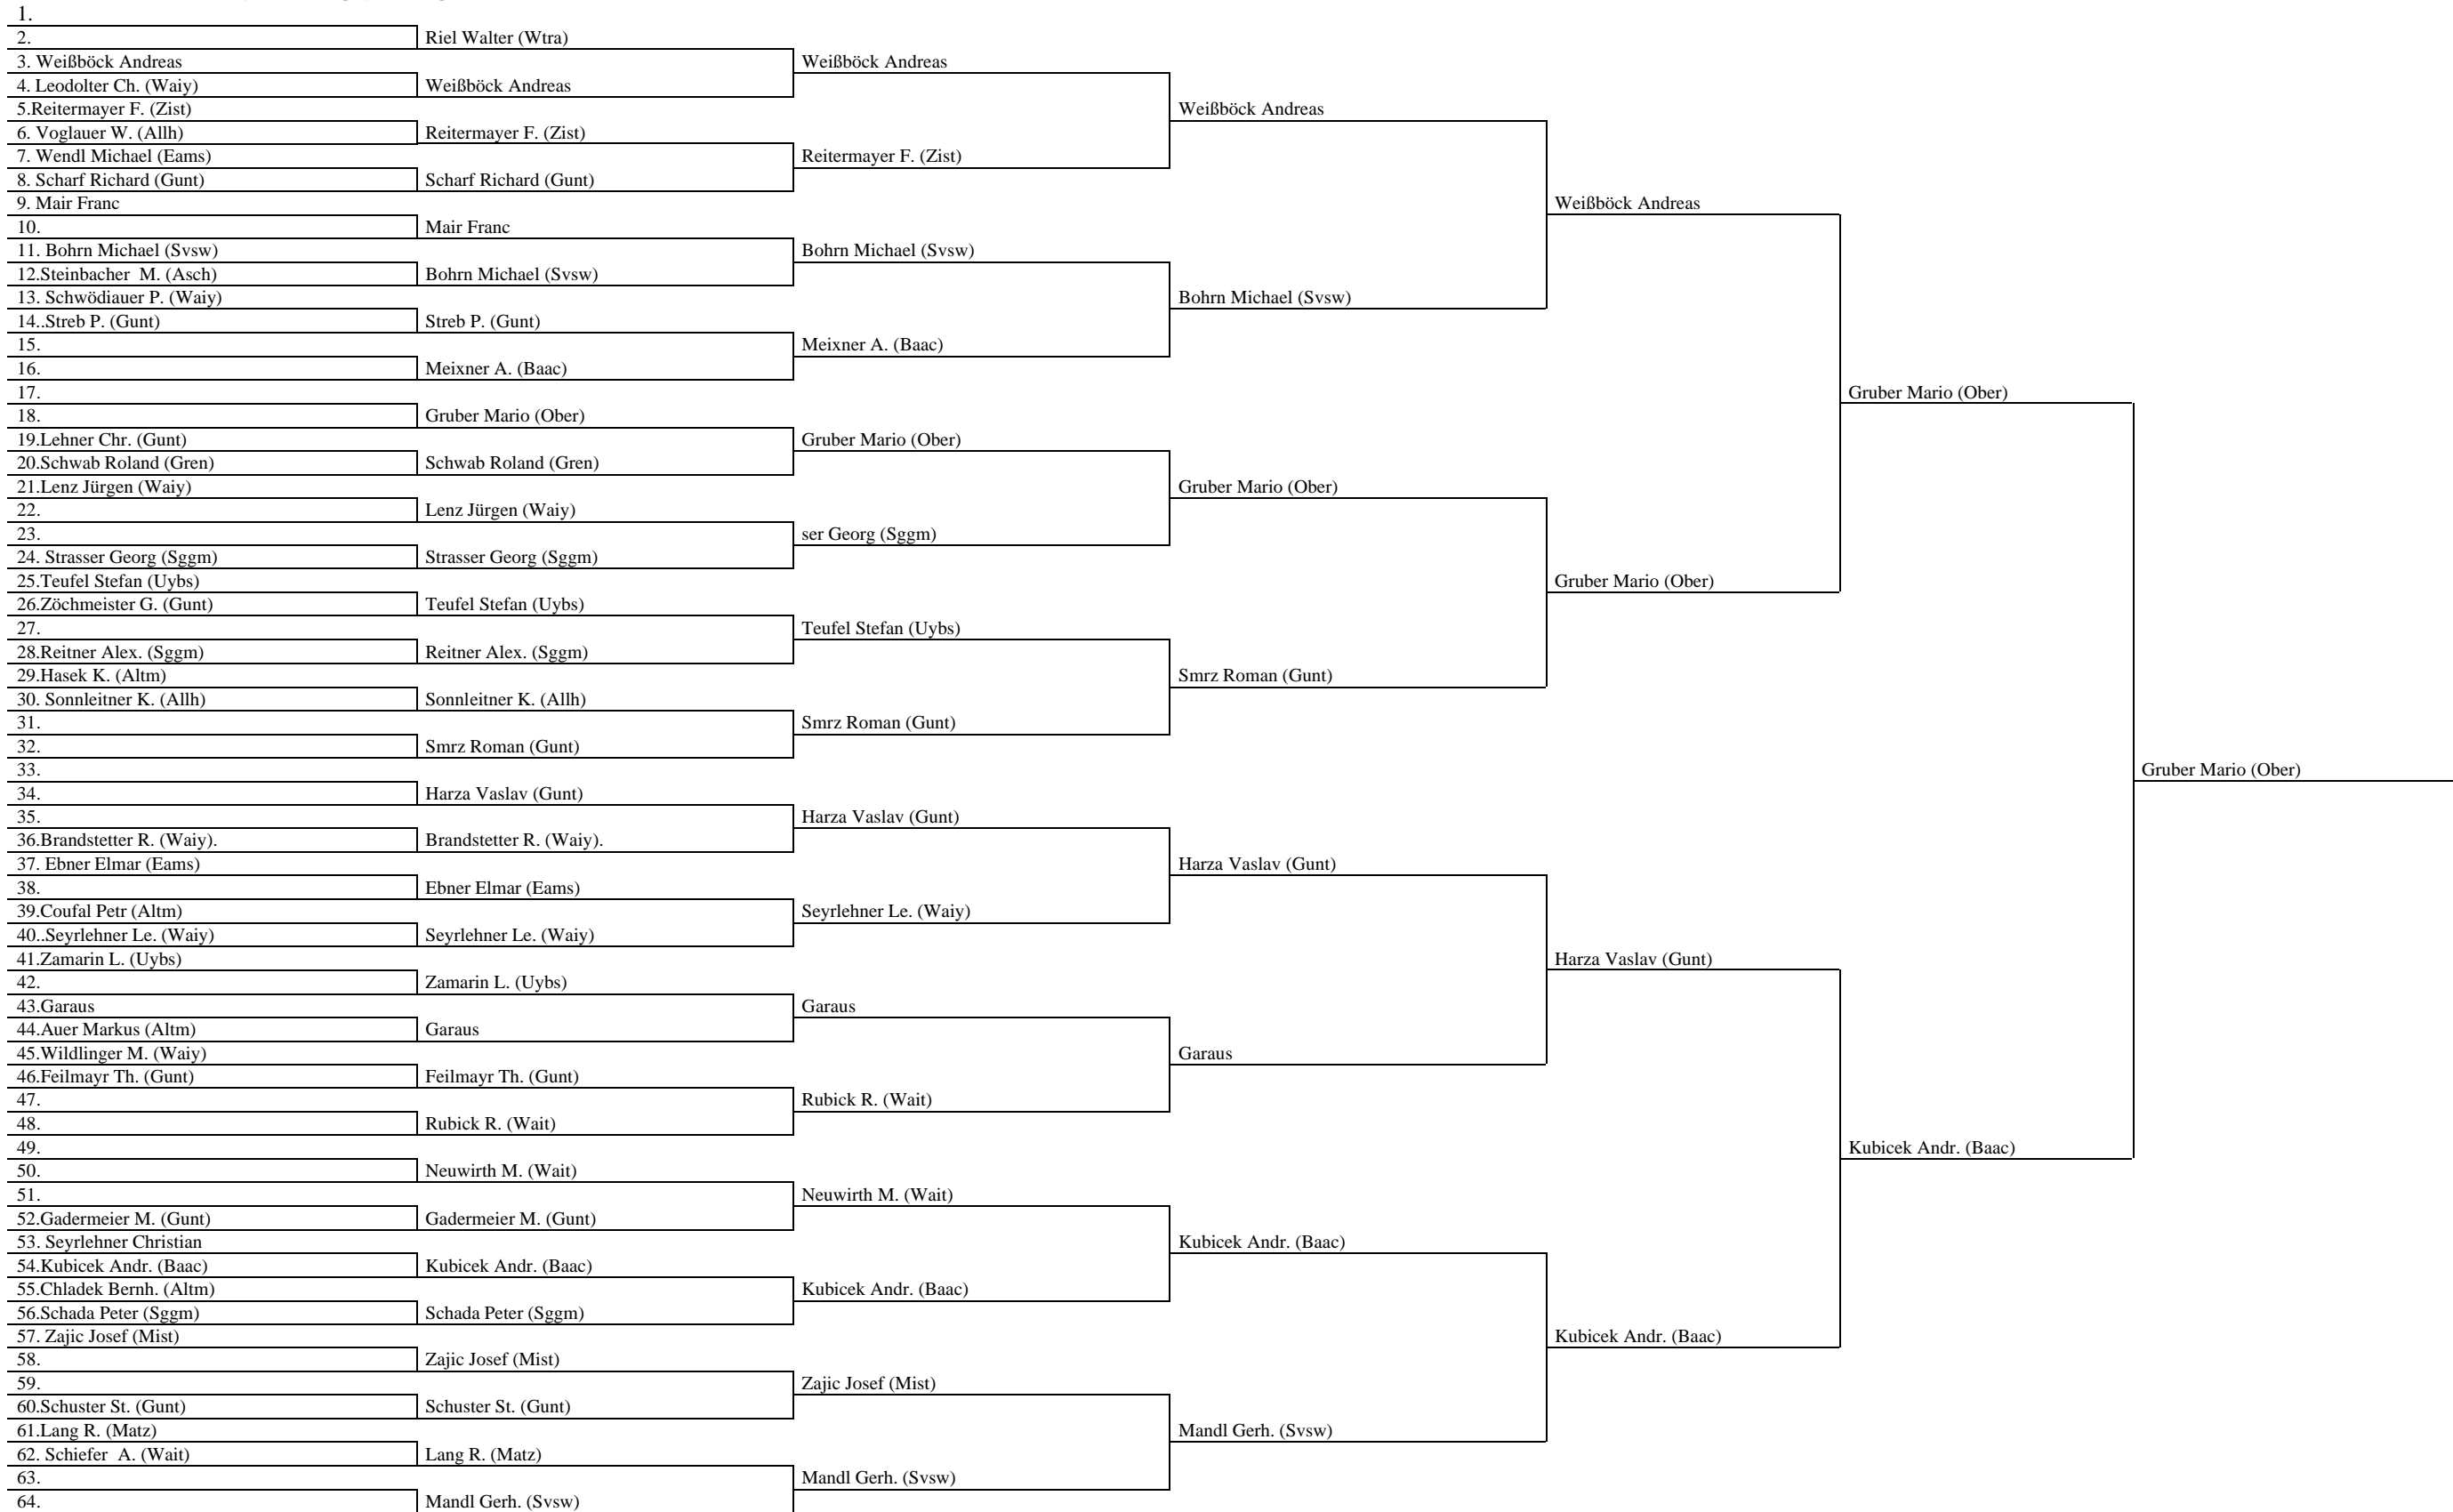 1.
2.
3. Weißböck Andreas
4. Leodolter Ch. (Waiy)
5.Reitermayer F. (Zist)
6. Voglauer W. (Allh)
7. Wendl Michael (Eams)
8. Scharf Richard (Gunt)
9. Mair Franc
10.
11. Bohrn Michael (Svsw)
12.Steinbacher  M. (Asch)
13. Schwödiauer P. (Waiy)
14..Streb P. (Gunt)
15.
16.
17.
18.
19.Lehner Chr. (Gunt)
20.Schwab Roland (Gren)
21.Lenz Jürgen (Waiy)
22.
23.
24. Strasser Georg (Sggm)
25.Teufel Stefan (Uybs)
26.Zöchmeister G. (Gunt)
27.
28.Reitner Alex. (Sggm)
29.Hasek K. (Altm)
30. Sonnleitner K. (Allh)
31.
32.
33.
34.
35.
36.Brandstetter R. (Waiy).
37. Ebner Elmar (Eams)
38.
39.Coufal Petr (Altm)
40..Seyrlehner Le. (Waiy)
41.Zamarin L. (Uybs)
42.
43.Garaus
44.Auer Markus (Altm)
45.Wildlinger M. (Waiy)
46.Feilmayr Th. (Gunt)
47.
48.
49.
50.
51.
52.Gadermeier M. (Gunt)
53. Seyrlehner Christian
54.Kubicek Andr. (Baac)
55.Chladek Bernh. (Altm)
56.Schada Peter (Sggm)
57. Zajic Josef (Mist)
58.
59.
60.Schuster St. (Gunt)
61.Lang R. (Matz)
62. Schiefer  A. (Wait)
63.
64.
Riel Walter (Wtra)
Weißböck Andreas
Reitermayer F. (Zist)
Scharf Richard (Gunt)
Mair Franc
Bohrn Michael (Svsw)
Streb P. (Gunt)
Meixner A. (Baac)
Gruber Mario (Ober)
Schwab Roland (Gren)
Lenz Jürgen (Waiy)
Strasser Georg (Sggm)
Teufel Stefan (Uybs)
Reitner Alex. (Sggm)
Sonnleitner K. (Allh)
Smrz Roman (Gunt)
Harza Vaslav (Gunt)
Brandstetter R. (Waiy).
Ebner Elmar (Eams)
Seyrlehner Le. (Waiy)
Zamarin L. (Uybs)
Garaus
Feilmayr Th. (Gunt)
Rubick R. (Wait)
Neuwirth M. (Wait)
Gadermeier M. (Gunt)
Kubicek Andr. (Baac)
Schada Peter (Sggm)
Zajic Josef (Mist)
Schuster St. (Gunt)
Lang R. (Matz)
Mandl Gerh. (Svsw)
Weißböck Andreas
Reitermayer F. (Zist)
Bohrn Michael (Svsw)
Meixner A. (Baac)
Gruber Mario (Ober)
ser Georg (Sggm)
Teufel Stefan (Uybs)
Smrz Roman (Gunt)
Harza Vaslav (Gunt)
Seyrlehner Le. (Waiy)
Garaus
Rubick R. (Wait)
Neuwirth M. (Wait)
Kubicek Andr. (Baac)
Zajic Josef (Mist)
Mandl Gerh. (Svsw)
Weißböck Andreas
Bohrn Michael (Svsw)
Gruber Mario (Ober)
Smrz Roman (Gunt)
Harza Vaslav (Gunt)
Garaus
Kubicek Andr. (Baac)
Mandl Gerh. (Svsw)
Weißböck Andreas
Gruber Mario (Ober)
Harza Vaslav (Gunt)
Kubicek Andr. (Baac)
Gruber Mario (Ober)
Kubicek Andr. (Baac)
Gruber Mario (Ober)